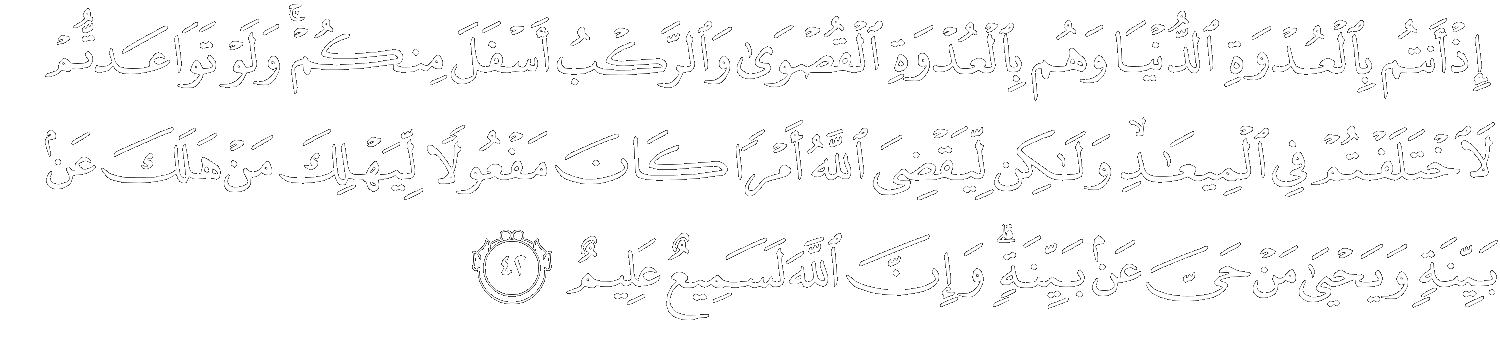 إِذْ أَنتُم بِٱلْعُدْوَةِ ٱلدُّنْيَا وَهُم بِٱلْعُدْوَةِ ٱلْقُصْوَىٰ وَٱلرَّكْبُ أَسْفَلَ مِنكُمْ ۚ وَلَوْ تَوَاعَدتُّمْ
لَٱخْتَلَفْتُمْ فِى ٱلْمِيعَـٰدِ ۙ وَلَـٰكِن لِّيَقْضِىَ ٱللَّهُ أَمْرًا كَانَ مَفْعُولًا لِّيَهْلِكَ مَنْ هَلَكَ عَنۢ
بَيِّنَةٍ وَيَحْيَىٰ مَنْ حَىَّ عَنۢ بَيِّنَةٍ ۗ وَإِنَّ ٱللَّهَ لَسَمِيعٌ عَلِيمٌ ٤٢